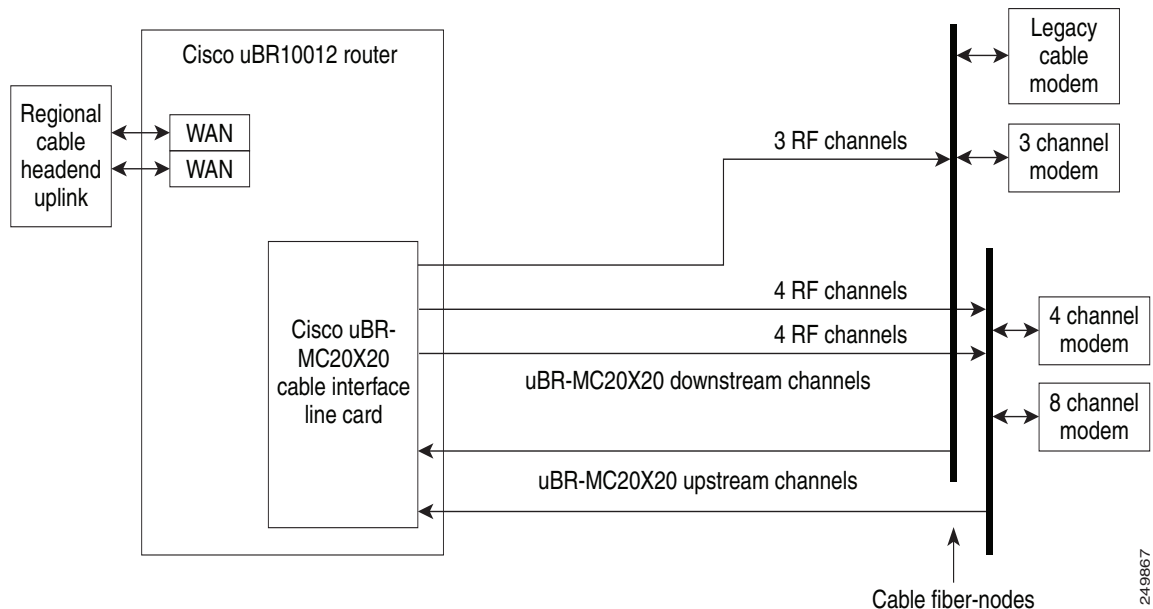 Cisco uBR10012 router
Regional
cable
headend
uplink
WAN
WAN
Cisco uBR-
MC20X20
cable interface
line card
3 RF channels
4 RF channels
4 RF channels
uBR-MC20X20 downstream channels
uBR-MC20X20 upstream channels
Legacy
cable
modem
3 channel
modem
4 channel
modem
8 channel
modem
Cable fiber-nodes
249867